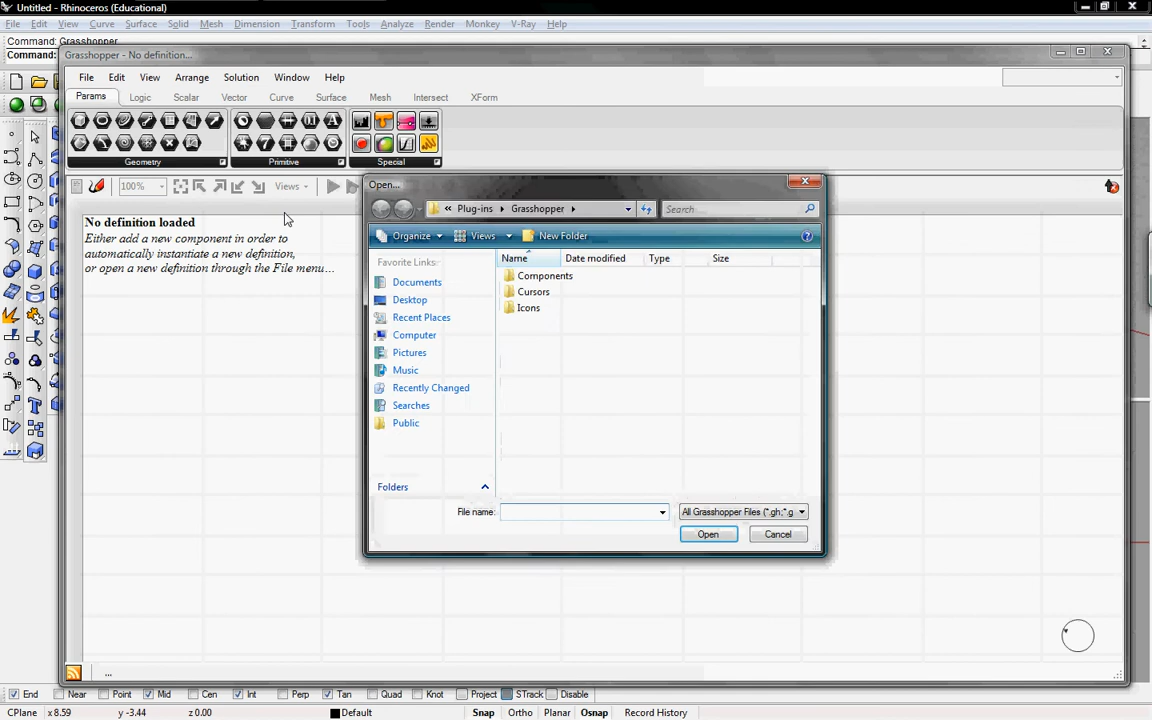 Untitled - Rhinoceros (Educational)
File Edit View Curve Surface Solid Mesh Dimension Transform Tools Analyze Render Monkey V-Ray Help
Command: Grasshopper
Command:
Grasshopper - No definition...
File Edit View Arrange Solution Window Help
Params Logic Scalar Vector Curve Surface Mesh Intersect XForm
Geometry Primitive Special
100% Views
No definition loaded
Either add a new component in order to
automatically instantiate a new definition,
or open a new definition through the File menu...
Open...
« Plug-ins Grasshopper Search
Organize Views New Folder
Favorite Links
Documents
Desktop
Recent Places
Computer
Pictures
Music
Recently Changed
Searches
Public
Folders
Name Date modified Type Size
Components
Cursors
Icons
File name: All Grasshopper Files (*.gh;*.g
Open Cancel
...
End Near Point Mid Cen Int Perp Tan Quad Knot Project STrack Disable
CPlane x 8.59 y -3.44 z 0.00 Default Snap Ortho Planar Osnap Record History